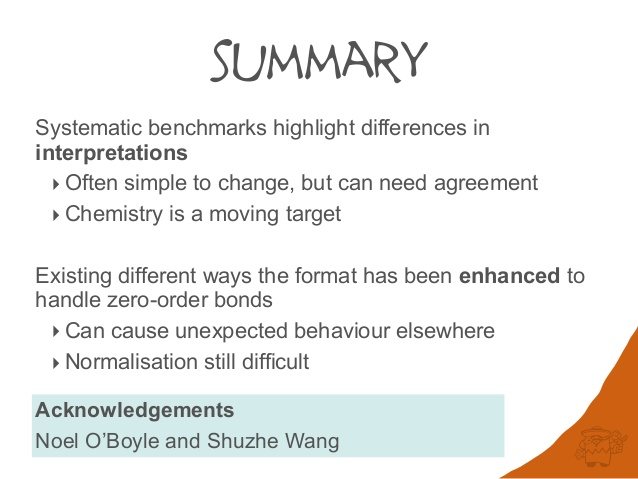 SUMMARY
Systematic benchmarks highlight differences in
interpretations
Often simple to change, but can need agreement
Chemistry is a moving target
Existing different ways the format has been enhanced to
handle zero-order bonds
Can cause unexpected behaviour elsewhere
Normalisation still difficult
Acknowledgements
Noel O’Boyle and Shuzhe Wang